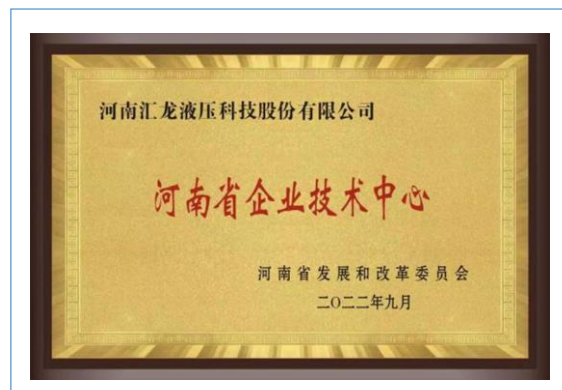 河南汇龙液压科技股份有限公司
河南省企业技术中心
河南省发展和改革委员会
二〇二二年九月